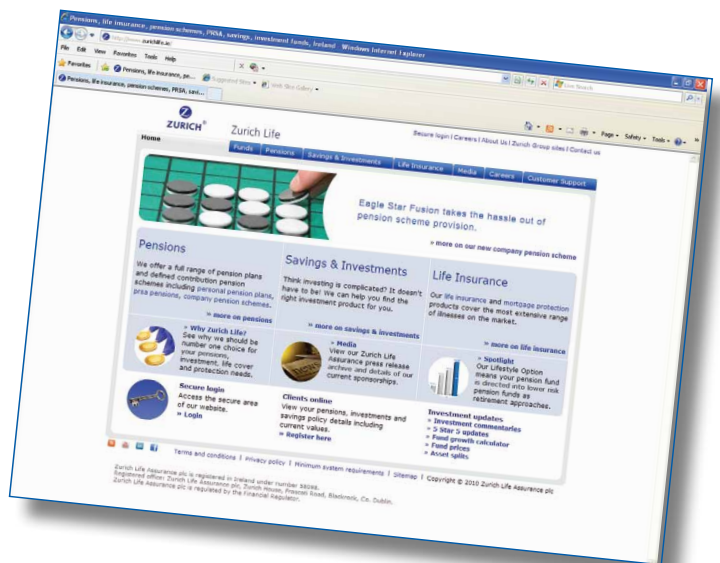 Pensions, life insurance, pension schemes, PRSA, savings, investment funds, Ireland Windows Internet Explorer
zurichlife.ie/
Live Search
File Edit View Favorites Tools Help
X
Favorites Pensions, life insurance, pe... Suggested Sites Web Slice Gallery
Pensions, life insurance, pension schemes, PRSA, savi...
Page Safety Tools
ZURICH®
Zurich Life
Secure login | Careers | About Us | Zurich Group sites | Contact us
Home Funds Pensions Savings & Investments Life Insurance Media Careers Customer Support
Eagle Star Fusion takes the hassle out of
pension scheme provision.
» more on our new company pension scheme
Pensions
We offer a full range of pension plans
and defined contribution pension
schemes including personal pension plans,
prsa pensions, company pension schemes.
» more on pensions
Savings & Investments
Think investing is complicated? It doesn't
have to be! We can help you find the
right investment product for you.
» more on savings & investments
Life Insurance
Our life insurance and mortgage protection
products cover the most extensive range
of illnesses on the market.
» more on life insurance
» Why Zurich Life?
See why we should be
number one choice for
your pensions,
investment, life cover
and protection needs.
» Media
View our Zurich Life
Assurance press release
archive and details of our
current sponsorships.
» Spotlight
Our Lifestyle Option
means your pension fund
is directed into lower risk
pension funds as
retirement approaches.
Secure login
Access the secure area
of our website.
» Login
Clients online
View your pensions, investments and
savings policy details including
current values.
» Register here
Investment updates
» Investment commentaries
» 5 Star 5 updates
» Fund growth calculator
» Fund prices
» Asset splits
Terms and conditions | Privacy policy | Minimum system requirements | Sitemap | Copyright © 2010 Zurich Life Assurance plc
Zurich Life Assurance plc is registered in Ireland under number 58098.
Registered office: Zurich Life Assurance plc, Zurich House, Frascati Road, Blackrock, Co. Dublin.
Zurich Life Assurance plc is regulated by the Financial Regulator.